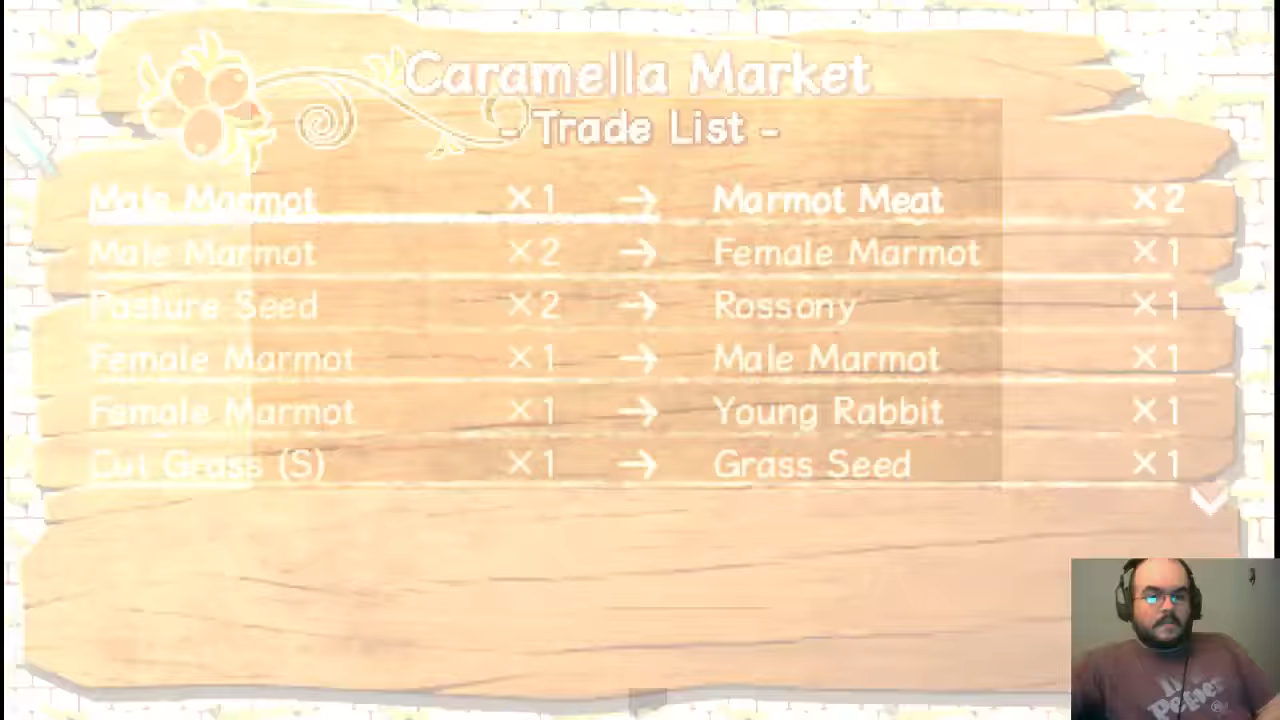 Caramella Market
- Trade List -
Male Marmot ×1 → Marmot Meat ×2
Male Marmot ×2 → Female Marmot ×1
Pasture Seed ×2 → Rossony ×1
Female Marmot ×1 → Male Marmot ×1
Female Marmot ×1 → Young Rabbit ×1
Cut Grass (S) ×1 → Grass Seed ×1